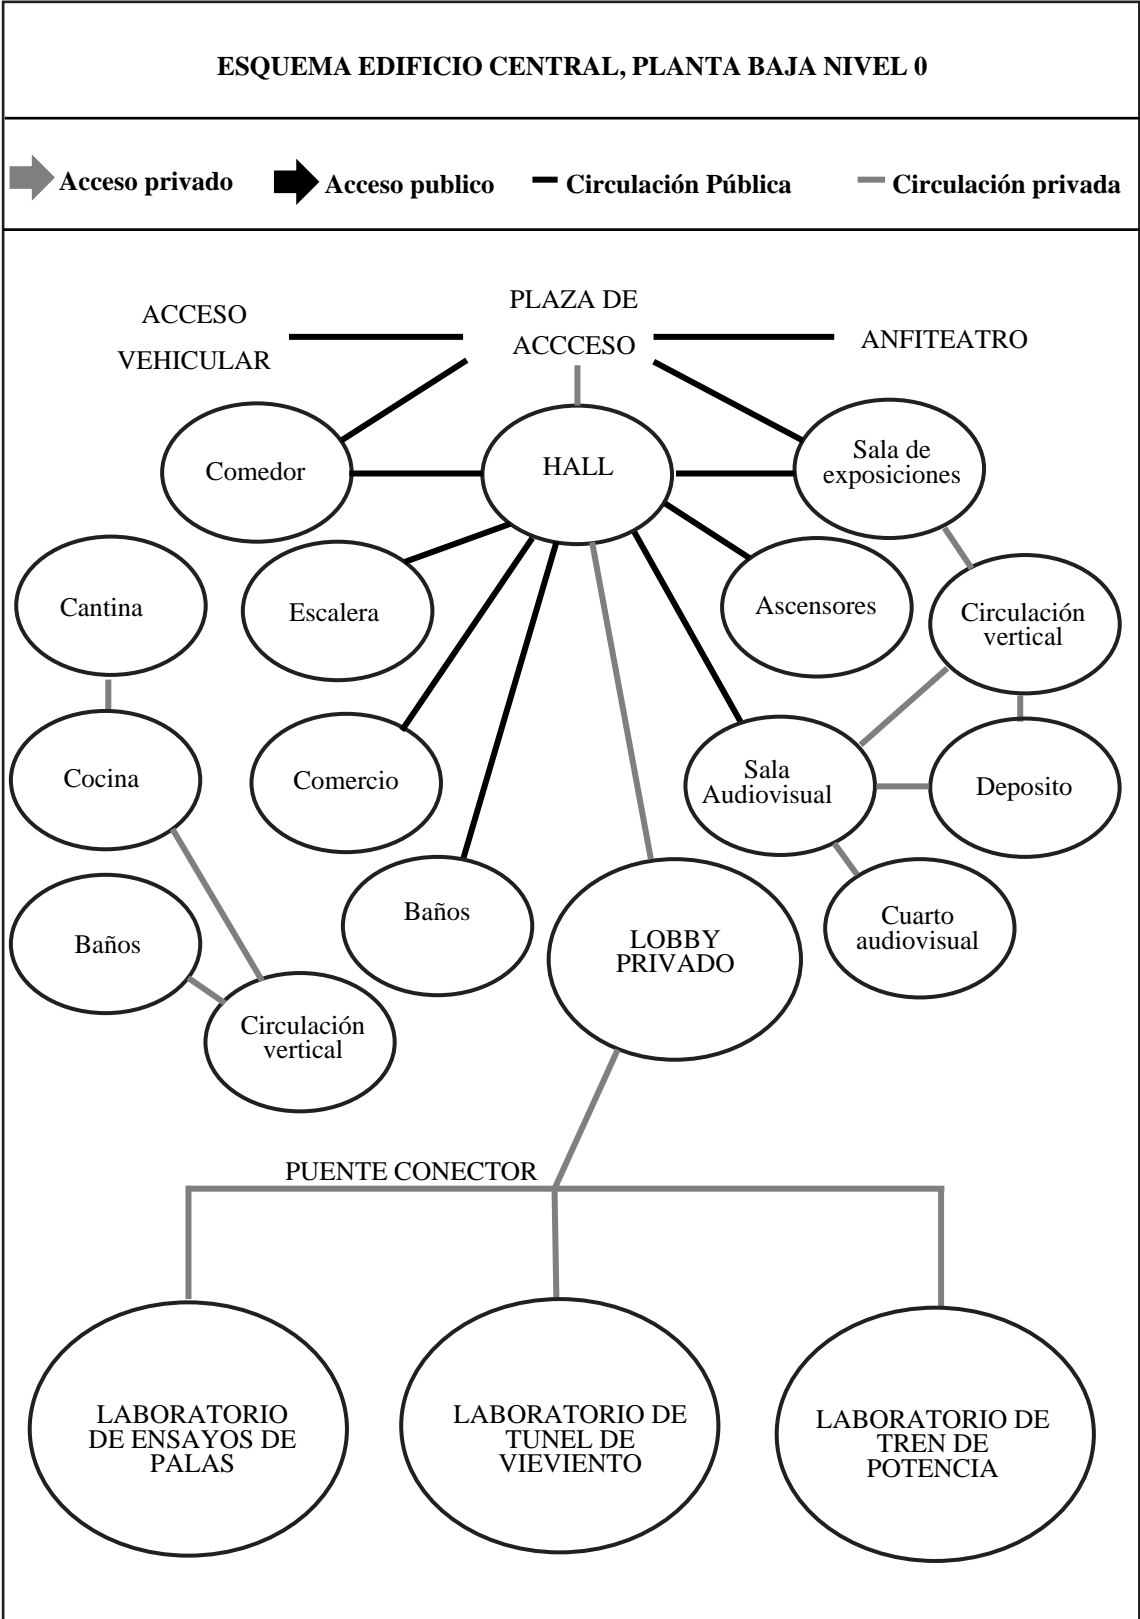 ESQUEMA EDIFICIO CENTRAL, PLANTA BAJA NIVEL 0
Acceso privado
Acceso publico
Circulación Pública
Circulación privada
ACCESO
VEHICULAR
PLAZA DE
ACCCESO
ANFITEATRO
Comedor
HALL
Sala de
exposiciones
Cantina
Escalera
Ascensores
Circulación
vertical
Cocina
Comercio
Sala
Audiovisual
Deposito
Baños
Baños
LOBBY
PRIVADO
Cuarto
audiovisual
Circulación
vertical
PUENTE CONECTOR
LABORATORIO
DE ENSAYOS DE
PALAS
LABORATORIO DE
TUNEL DE
VIEVIENTO
LABORATORIO DE
TREN DE
POTENCIA